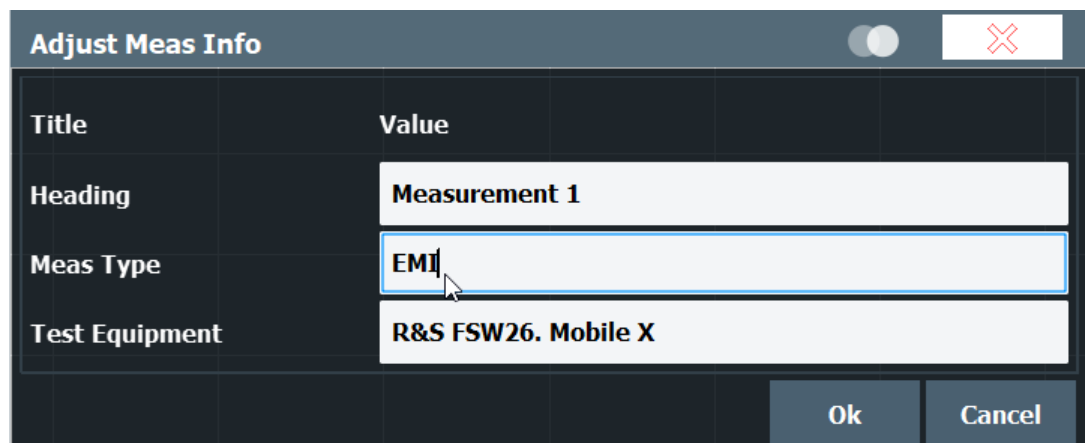 Adjust Meas Info
Title Value
Heading Measurement 1
Meas Type EMI
Test Equipment R&S FSW26. Mobile X
Ok Cancel